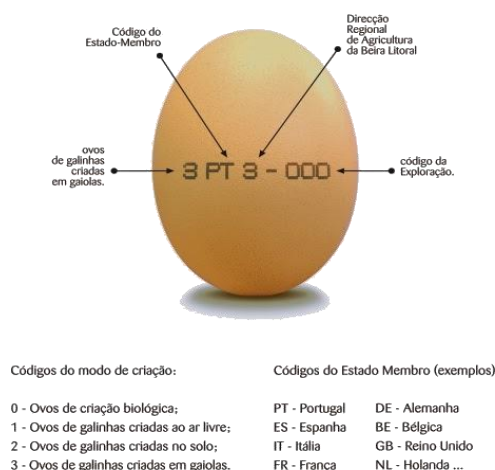 Código do
Estado-Membro
Direcção
Regional
de Agricultura
da Beira Litoral
ovos
de galinhas
criadas
em gaiolas.
3 PT 3 - 000
código da
Exploração.
Códigos do modo de criação:
0 - Ovos de criação biológica;
1 - Ovos de galinhas criadas ao ar livre;
2 - Ovos de galinhas criadas no solo;
3 - Ovos de galinhas criadas em gaiolas.
Códigos do Estado Membro (exemplos)
PT - Portugal DE - Alemanha
ES - Espanha BE - Bélgica
IT - Itália GB - Reino Unido
FR - França NL - Holanda ...